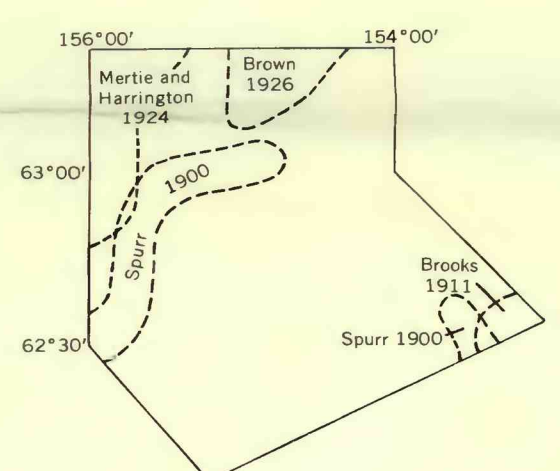 156°00'
154°00'
Mertie and
Harrington
1924
Brown
1926
63°00'
1900
Spurr
Brooks
1911
Spurr 1900
62°30'